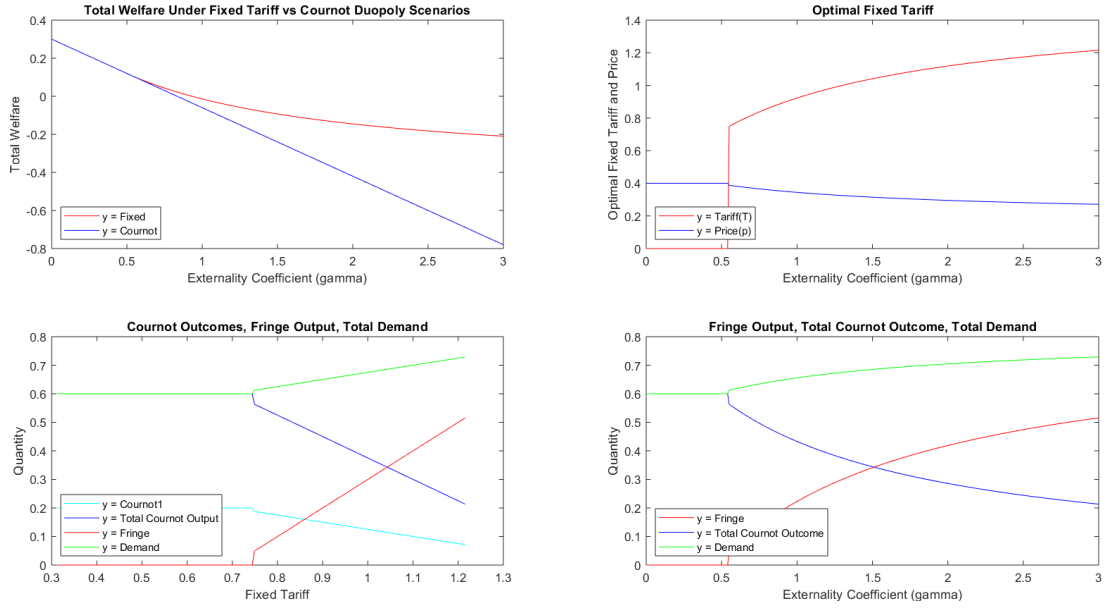 Total Welfare Under Fixed Tariff vs Cournot Duopoly Scenarios
0.4
0.2
0
-0.2
-0.4
-0.6
-0.8
Total Welfare
y = Fixed
y = Cournot
0 0.5 1 1.5 2 2.5 3
Externality Coefficient (gamma)
Optimal Fixed Tariff
1.4
1.2
1
0.8
0.6
0.4
0.2
0
Optimal Fixed Tariff and Price
y = Tariff(T)
y = Price(p)
0 0.5 1 1.5 2 2.5 3
Externality Coefficient (gamma)
Cournot Outcomes, Fringe Output, Total Demand
0.8
0.7
0.6
0.5
0.4
0.3
0.2
0.1
0
Quantity
y = Cournot1
y = Total Cournot Output
y = Fringe
y = Demand
0.3 0.4 0.5 0.6 0.7 0.8 0.9 1 1.1 1.2 1.3
Fixed Tariff
Fringe Output, Total Cournot Outcome, Total Demand
0.8
0.7
0.6
0.5
0.4
0.3
0.2
0.1
0
Quantity
y = Fringe
y = Total Cournot Outcome
y = Demand
0 0.5 1 1.5 2 2.5 3
Externality Coefficient (gamma)